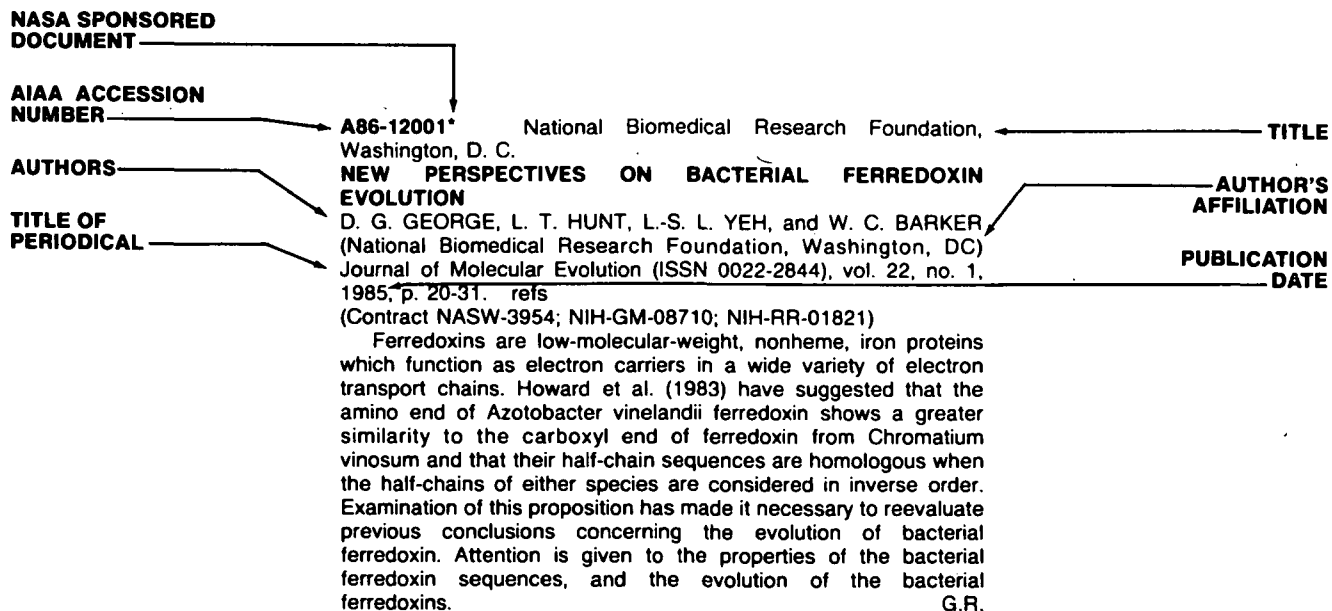 NASA SPONSORED
DOCUMENT
AIAA ACCESSION
NUMBER
AUTHORS
TITLE OF
PERIODICAL
A86-12001* National Biomedical Research Foundation,
Washington, D. C.
NEW PERSPECTIVES ON BACTERIAL FERREDOXIN
EVOLUTION
D. G. GEORGE, L. T. HUNT, L.-S. L. YEH, and W. C. BARKER
(National Biomedical Research Foundation, Washington, DC)
Journal of Molecular Evolution (ISSN 0022-2844), vol. 22, no. 1,
1985, p. 20-31. refs
(Contract NASW-3954; NIH-GM-08710; NIH-RR-01821)
Ferredoxins are low-molecular-weight, nonheme, iron proteins
which function as electron carriers in a wide variety of electron
transport chains. Howard et al. (1983) have suggested that the
amino end of Azotobacter vinelandii ferredoxin shows a greater
similarity to the carboxyl end of ferredoxin from Chromatium
vinosum and that their half-chain sequences are homologous when
the half-chains of either species are considered in inverse order.
Examination of this proposition has made it necessary to reevaluate
previous conclusions concerning the evolution of bacterial
ferredoxin. Attention is given to the properties of the bacterial
ferredoxin sequences, and the evolution of the bacterial
ferredoxins. G.R.
TITLE
AUTHOR'S
AFFILIATION
PUBLICATION
DATE